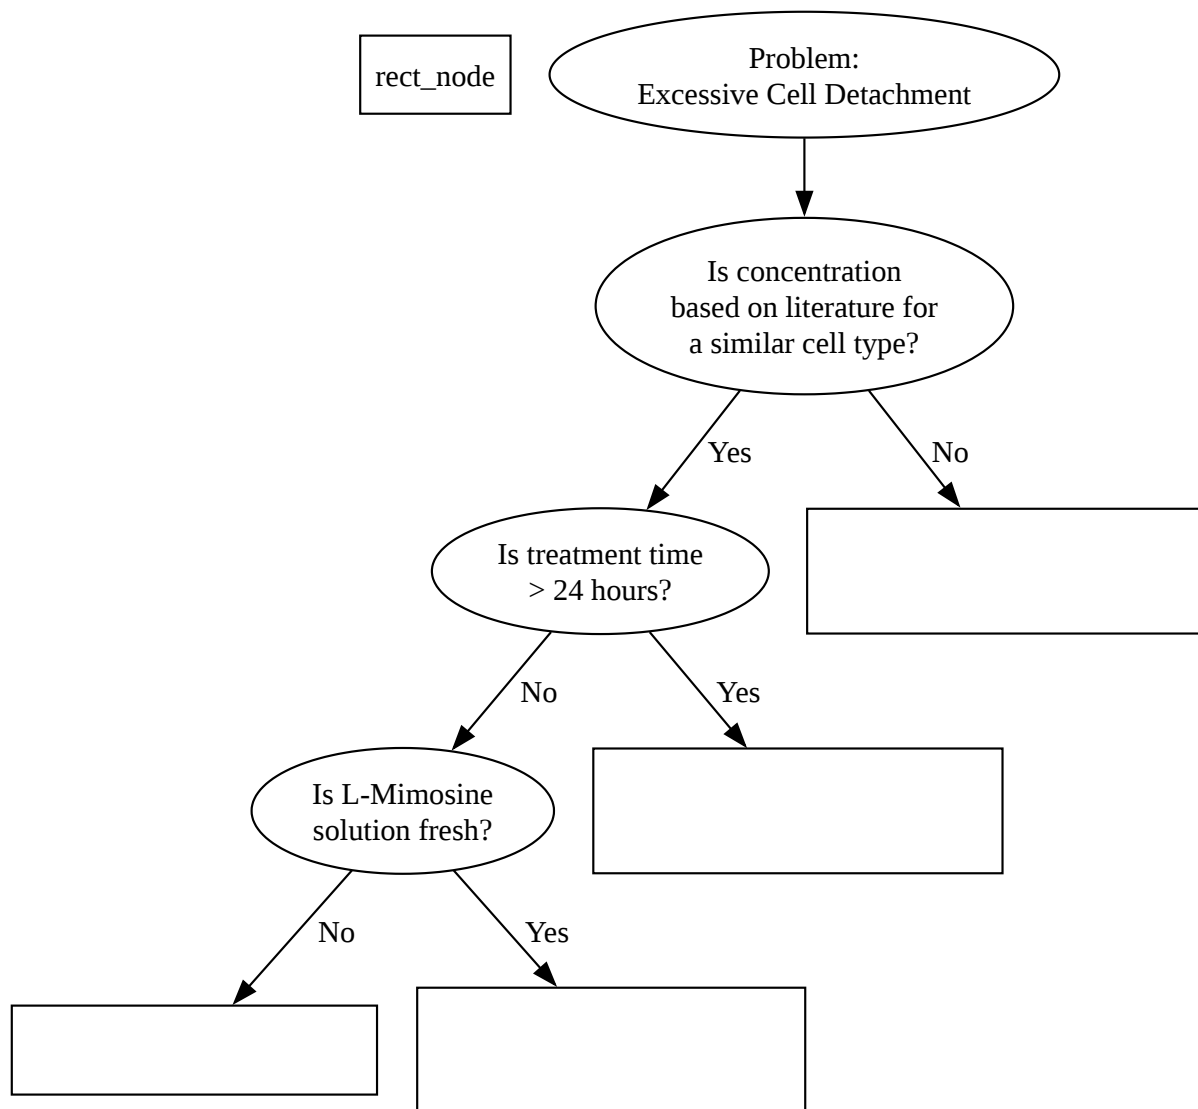 rect_node
Problem:
Excessive Cell Detachment
Is concentration
based on literature for
a similar cell type?
Yes
No
Is treatment time
> 24 hours?
No
Yes
Is L-Mimosine
solution fresh?
No
Yes